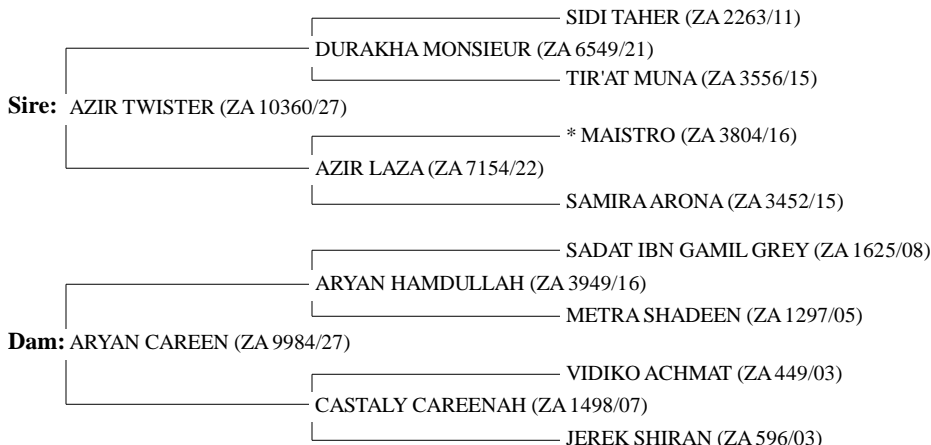 SIDI TAHER (ZA 2263/11)
DURAKHA MONSIEUR (ZA 6549/21)
TIR'AT MUNA (ZA 3556/15)
Sire: AZIR TWISTER (ZA 10360/27)
* MAISTRO (ZA 3804/16)
AZIR LAZA (ZA 7154/22)
SAMIRA ARONA (ZA 3452/15)
SADAT IBN GAMIL GREY (ZA 1625/08)
ARYAN HAMDULLAH (ZA 3949/16)
METRA SHADEEN (ZA 1297/05)
Dam: ARYAN CAREEN (ZA 9984/27)
VIDIKO ACHMAT (ZA 449/03)
CASTALY CAREENAH (ZA 1498/07)
JEREK SHIRAN (ZA 596/03)